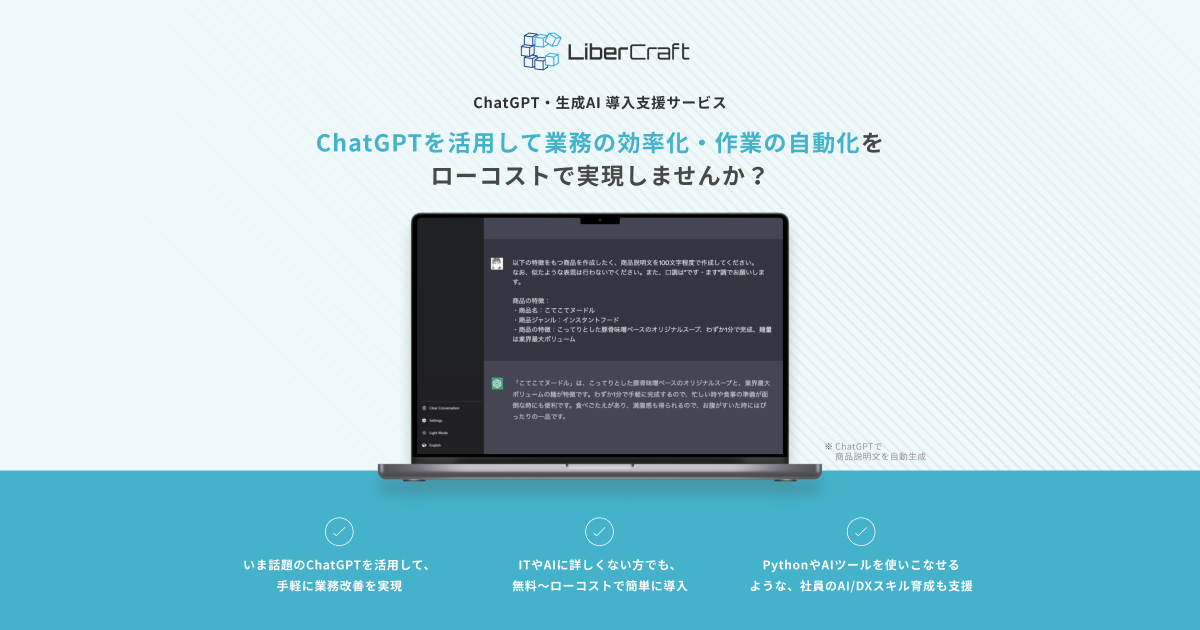 LiberCraft
ChatGPT・生成AI 導入支援サービス
ChatGPTを活用して業務の効率化・作業の自動化を
ローコストで実現しませんか？
以下の特徴をもつ商品を作成したく、商品説明文を100文字程度で作成してください。
なお、似たような表現は行わないでください。また、口調は"です・ます"調でお願いしま
す。
商品の特徴：
・商品名：こてこてヌードル
・商品ジャンル：インスタントフード
・商品の特徴：こってりとした豚骨味噌ベースのオリジナルスープ、わずか1分で完成、麺量
は業界最大ボリューム
「こてこてヌードル」は、こってりとした豚骨味噌ベースのオリジナルスープと、業界最大
ボリュームの麺が特徴です。わずか1分で手軽に完成するので、忙しい時や食事の準備が面
倒な時にも便利です。食べごたえがあり、満腹感も得られるので、お腹がすいた時にはぴ
ったりの一品です。
Clear Conversation
Settings
Light Mode
English
※ ChatGPTで
商品説明文を自動生成
いま話題のChatGPTを活用して、
手軽に業務改善を実現
ITやAIに詳しくない方でも、
無料〜ローコストで簡単に導入
PythonやAIツールを使いこなせる
ような、社員のAI/DXスキル育成も支援